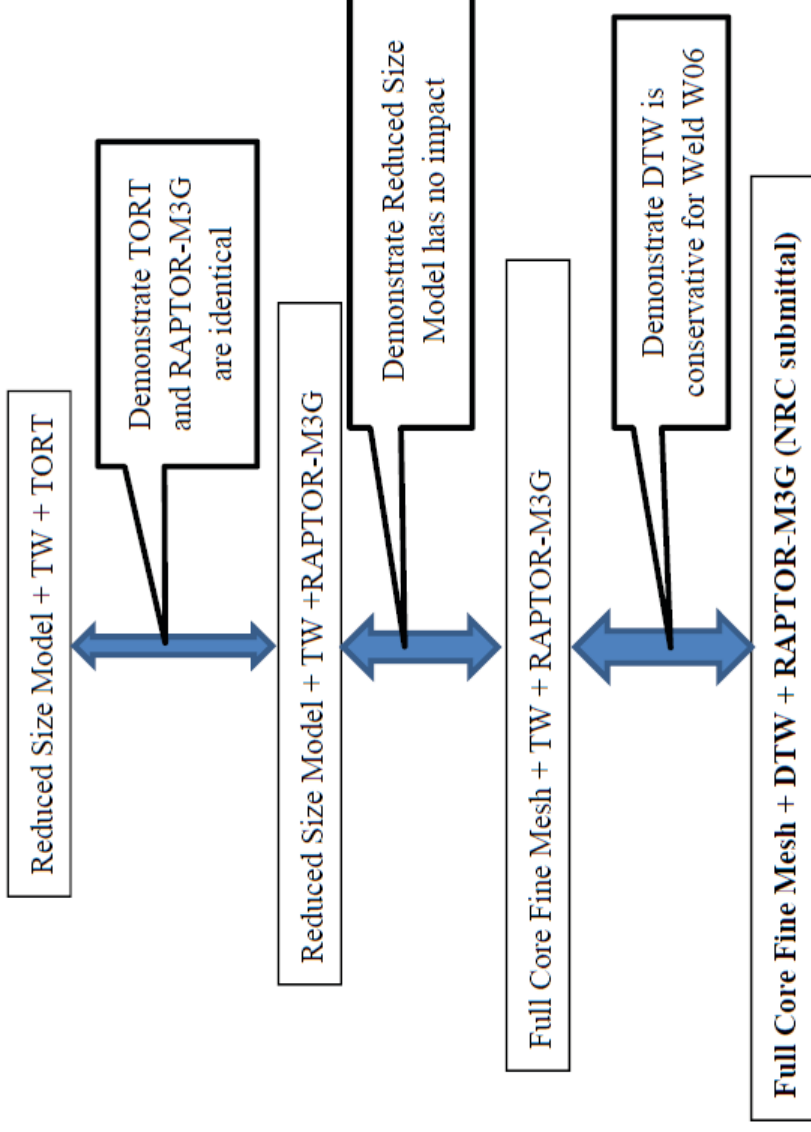 Reduced Size Model + TW + TORT
Demonstrate TORT
and RAPTOR-M3G
are identical
Reduced Size Model + TW +RAPTOR-M3G
Demonstrate Reduced Size
Model has no impact
Full Core Fine Mesh + TW + RAPTOR-M3G
Demonstrate DTW is
conservative for Weld W06
Full Core Fine Mesh + DTW + RAPTOR-M3G (NRC submittal)